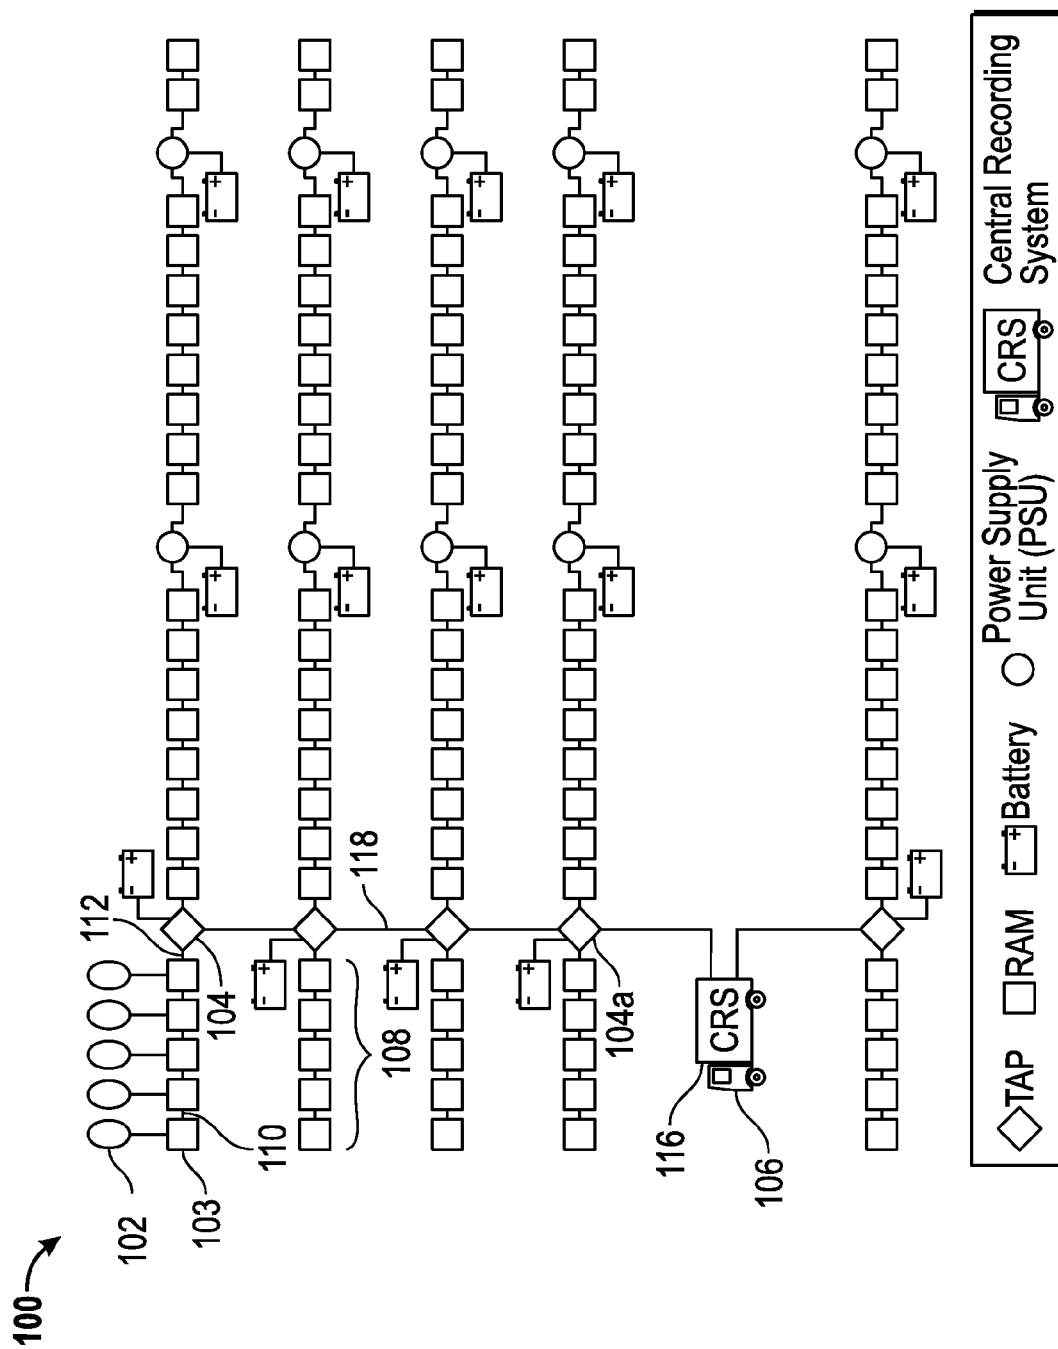 100
102
103
110
112
104
108
118
104a
116
106
CRS
TAP
RAM
Battery
Power Supply
Unit (PSU)
CRS
Central Recording
System